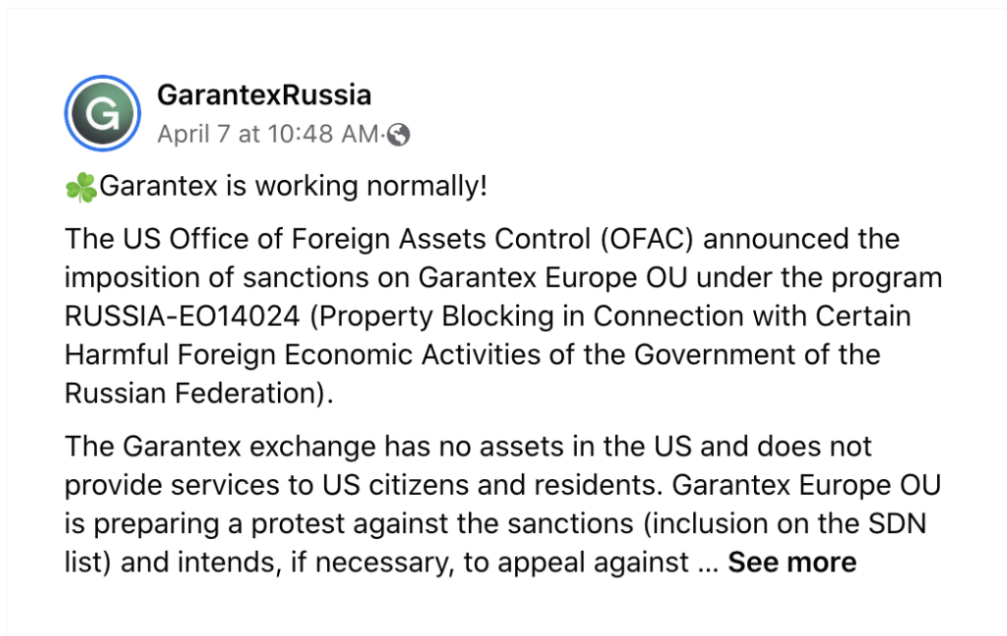 G
GarantexRussia
April 7 at 10:48 AM·
☘️Garantex is working normally!
The US Office of Foreign Assets Control (OFAC) announced the
imposition of sanctions on Garantex Europe OU under the program
RUSSIA-EO14024 (Property Blocking in Connection with Certain
Harmful Foreign Economic Activities of the Government of the
Russian Federation).
The Garantex exchange has no assets in the US and does not
provide services to US citizens and residents. Garantex Europe OU
is preparing a protest against the sanctions (inclusion on the SDN
list) and intends, if necessary, to appeal against ... See more